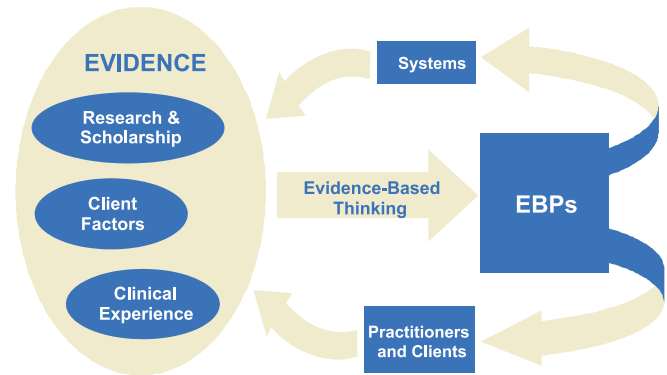 EVIDENCE
Research &
Scholarship
Client
Factors
Clinical
Experience
Evidence-Based
Thinking
Systems
EBPs
Practitioners
and Clients